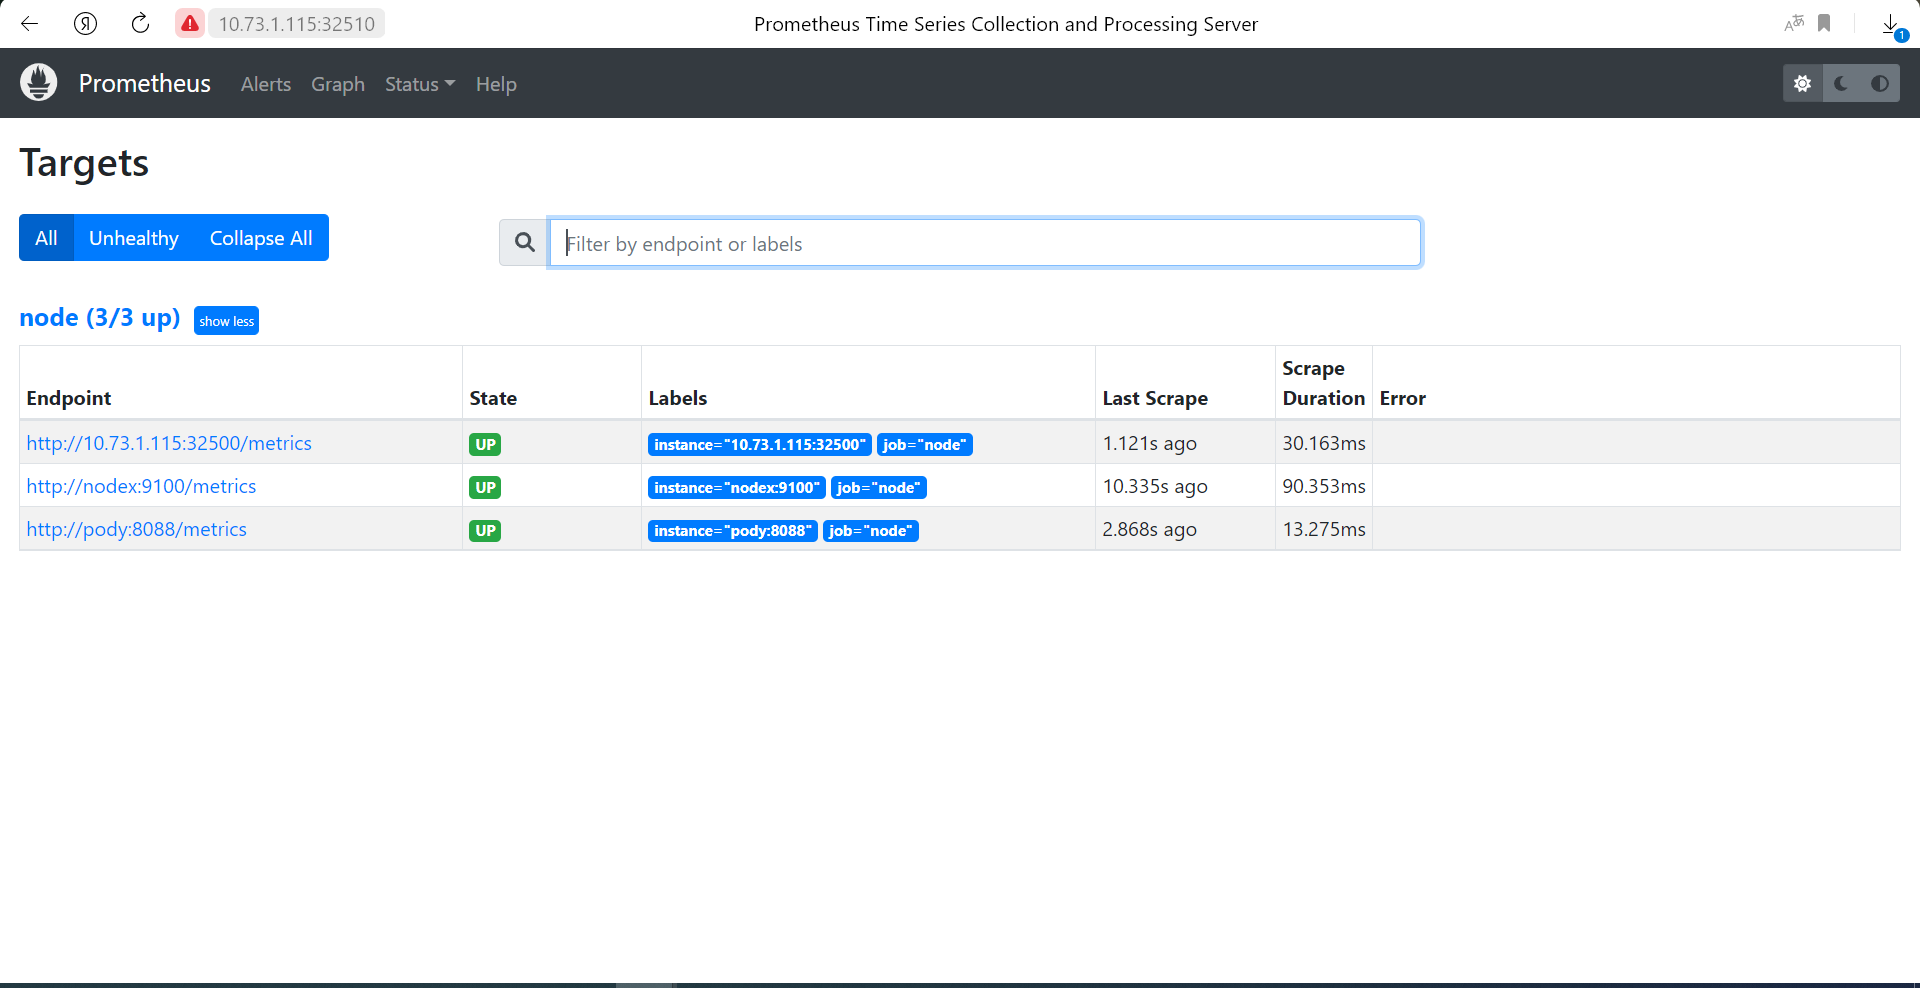 Я 10.73.1.115:32510 Prometheus Time Series Collection and Processing Server 1
Prometheus Alerts Graph Status Help
Targets
All Unhealthy Collapse All Filter by endpoint or labels
node (3/3 up) show less
Endpoint State Labels Last Scrape Scrape Duration Error
http://10.73.1.115:32500/metrics UP instance="10.73.1.115:32500" job="node" 1.121s ago 30.163ms
http://nodex:9100/metrics UP instance="nodex:9100" job="node" 10.335s ago 90.353ms
http://pody:8088/metrics UP instance="pody:8088" job="node" 2.868s ago 13.275ms